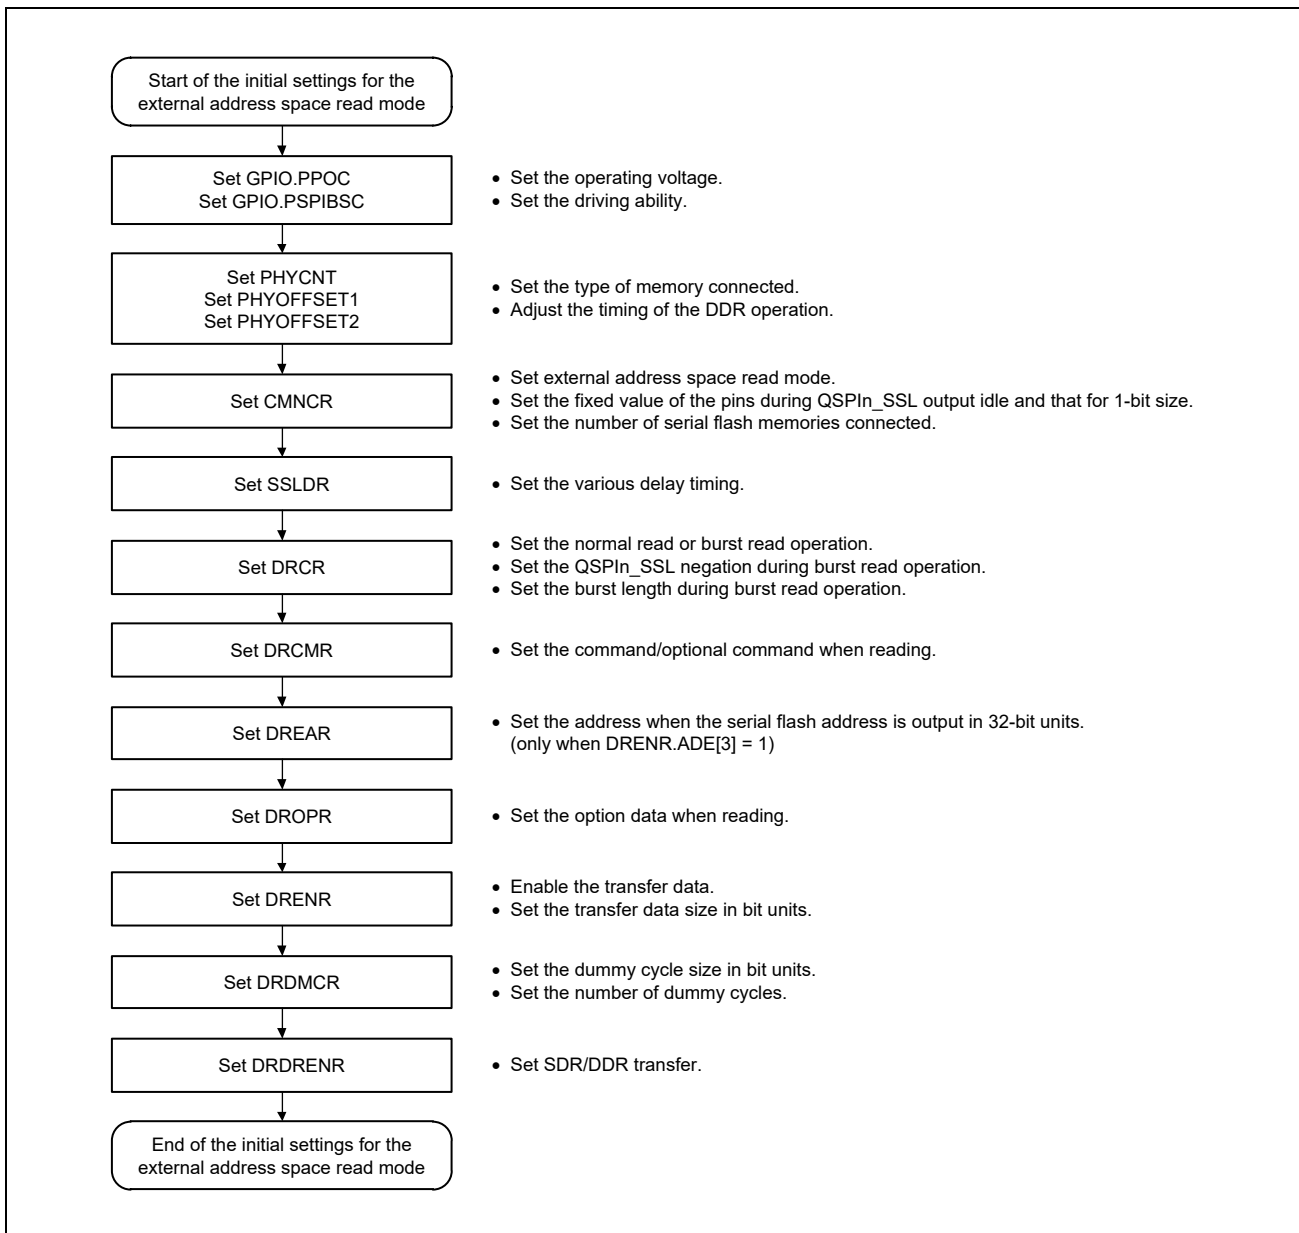 Start of the initial settings for the
external address space read mode
Set GPIO.PPOC
Set GPIO.PSPIBSC
• Set the operating voltage.
• Set the driving ability.
Set PHYCNT
Set PHYOFFSET1
Set PHYOFFSET2
• Set the type of memory connected.
• Adjust the timing of the DDR operation.
Set CMNCR
• Set external address space read mode.
• Set the fixed value of the pins during QSPIn_SSL output idle and that for 1-bit size.
• Set the number of serial flash memories connected.
Set SSLDR
• Set the various delay timing.
Set DRCR
• Set the normal read or burst read operation.
• Set the QSPIn_SSL negation during burst read operation.
• Set the burst length during burst read operation.
Set DRCMR
• Set the command/optional command when reading.
Set DREAR
• Set the address when the serial flash address is output in 32-bit units.
(only when DRENR.ADE[3] = 1)
Set DROPR
• Set the option data when reading.
Set DRENR
• Enable the transfer data.
• Set the transfer data size in bit units.
Set DRDMCR
• Set the dummy cycle size in bit units.
• Set the number of dummy cycles.
Set DRDRENR
• Set SDR/DDR transfer.
End of the initial settings for the
external address space read mode